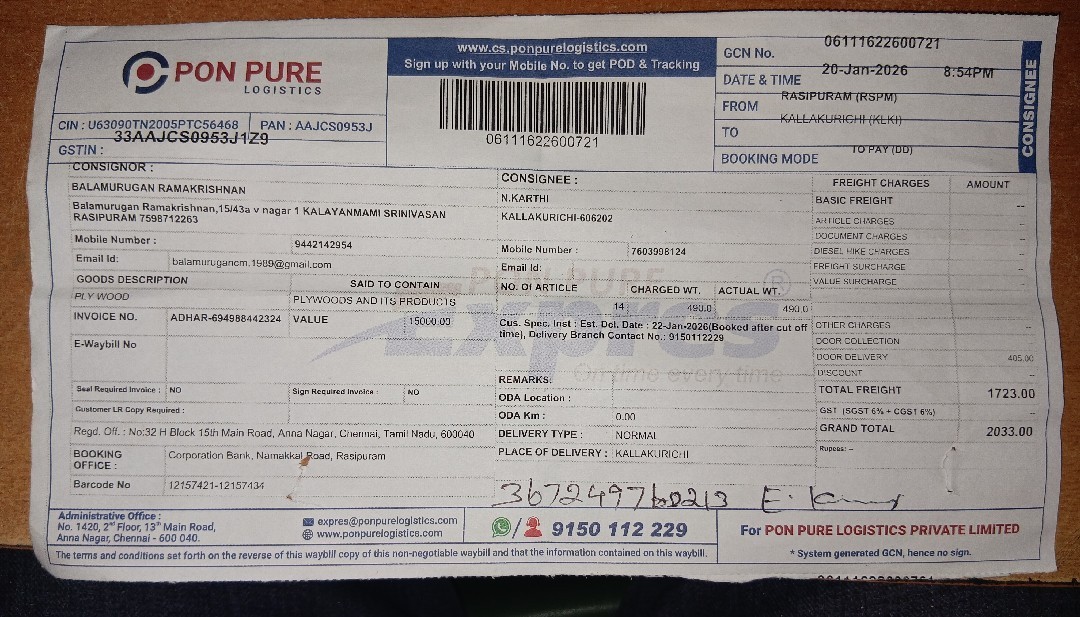 PON PURE
LOGISTICS
www.cs.ponpurelogistics.com
Sign up with your Mobile No. to get POD & Tracking
06111622600721
GCN No. 06111622600721
DATE & TIME 20-Jan-2026 8:54PM
FROM RASIPURAM (RSPM)
TO KALLAKURICHI (KLKI)
BOOKING MODE TO PAY (DD)
CONSIGNEE
CIN : U63090TN2005PTC56468 PAN : AAJCS0953J
GSTIN : 33AAJCS0953J1Z9
CONSIGNOR :
BALAMURUGAN RAMAKRISHNAN
Balamurugan Ramakrishnan,15/43a v nagar 1 KALAYANMAMI SRINIVASAN
RASIPURAM 7598712263
Mobile Number : 9442142954
Email Id: balamurugancm.1989@gmail.com
CONSIGNEE :
N.KARTHI
KALLAKURICHI-606202
Mobile Number : 7603998124
Email Id:
GOODS DESCRIPTION SAID TO CONTAIN
PLY WOOD PLYWOODS AND ITS PRODUCTS
INVOICE NO. ADHAR-694988442324 VALUE 15000.00
E-Waybill No
Seal Required Invoice : NO Sign Required Invoice : NO
Customer LR Copy Required :
NO. OF ARTICLE CHARGED WT. ACTUAL WT.
14 490.0 490.0
Cus. Spec. Inst : Est. Del. Date : 22-Jan-2026(Booked after cut off
time), Delivery Branch Contact No.: 9150112229
REMARKS:
ODA Location :
ODA Km : 0.00
DELIVERY TYPE : NORMAL
PLACE OF DELIVERY : KALLAKURICHI
FREIGHT CHARGES AMOUNT
BASIC FREIGHT --
ARTICLE CHARGES --
DOCUMENT CHARGES --
DIESEL HIKE CHARGES --
FREIGHT SURCHARGE --
VALUE SURCHARGE --
OTHER CHARGES
DOOR COLLECTION
DOOR DELIVERY 405.00
DISCOUNT --
TOTAL FREIGHT 1723.00
GST (SGST 6% + CGST 6%)
GRAND TOTAL 2033.00
Rupees: –
PON PURE
Expres ®
On time every time
Regd. Off. : No:32 H Block 15th Main Road, Anna Nagar, Chennai, Tamil Nadu, 600040
BOOKING OFFICE : Corporation Bank, Namakkal Road, Rasipuram
Barcode No 12157421-12157434
E. K
Administrative Office :
No. 1420, 2nd Floor, 13th Main Road,
Anna Nagar, Chennai - 600 040.
expres@ponpurelogistics.com
www.ponpurelogistics.com
9150 112 229
For PON PURE LOGISTICS PRIVATE LIMITED
* System generated GCN, hence no sign.
The terms and conditions set forth on the reverse of this waybill copy of this non-negotiable waybill and that the information contained on this waybill.